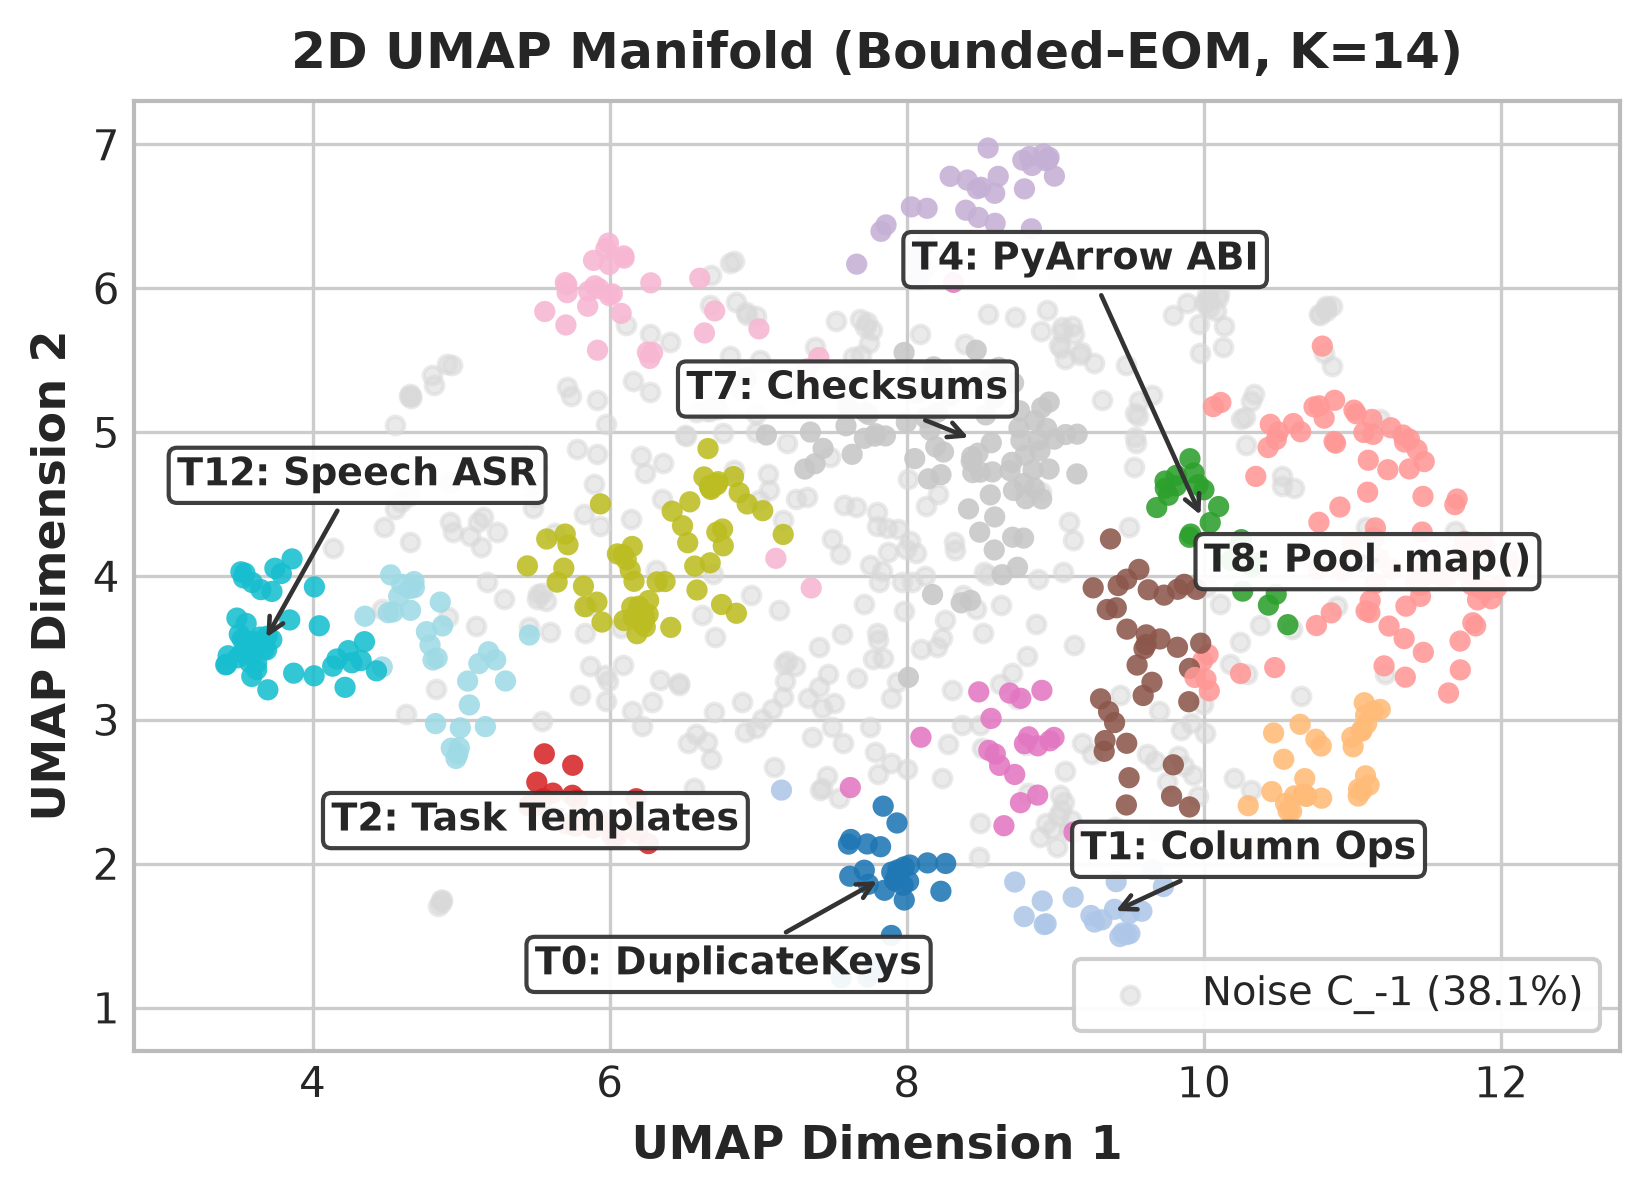 2D UMAP Manifold (Bounded-EOM, K=14)
UMAP Dimension 2
7
6
5
4
3
2
1
T4: PyArrow ABI
T7: Checksums
T12: Speech ASR
T8: Pool .map()
T2: Task Templates
T1: Column Ops
T0: DuplicateKeys
Noise C_-1 (38.1%)
4
6
8
10
12
UMAP Dimension 1